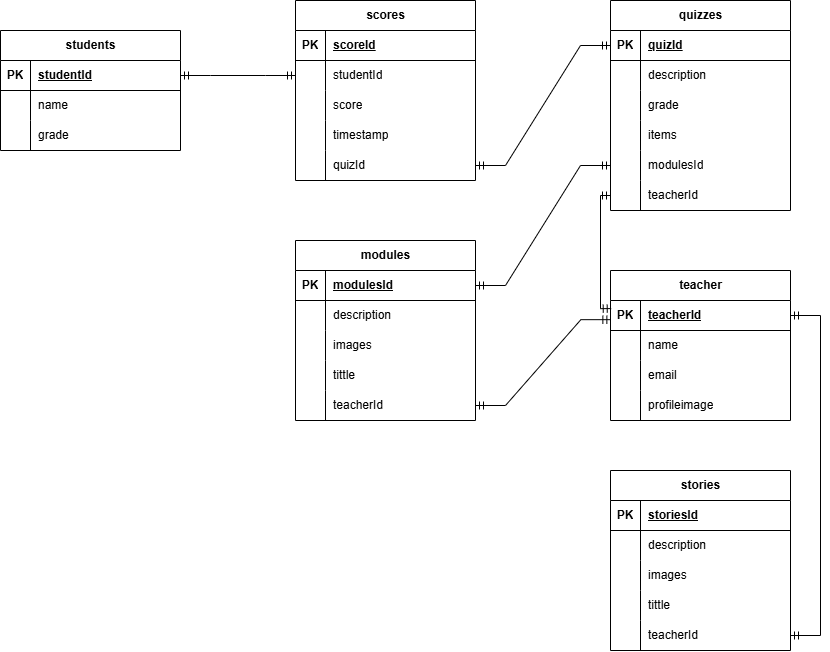 students
PK studentId
name
grade
scores
PK scoreId
studentId
score
timestamp
quizId
quizzes
PK quizId
description
grade
items
modulesId
teacherId
modules
PK modulesId
description
images
tittle
teacherId
teacher
PK teacherId
name
email
profileimage
stories
PK storiesId
description
images
tittle
teacherId